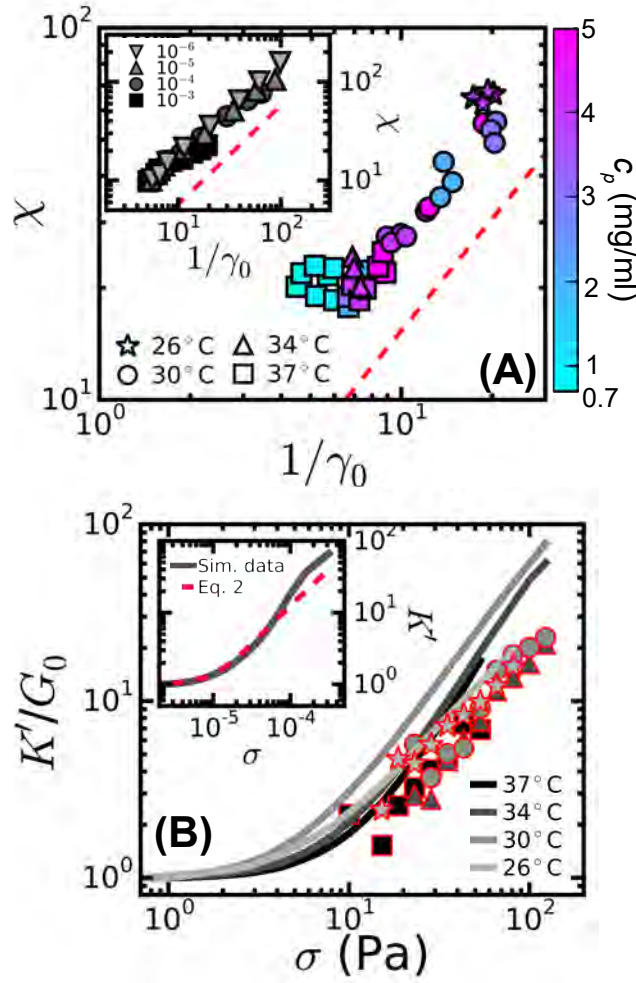 10²
10⁻⁶
10⁻⁵
10⁻⁴
10⁻³
10²
χ
10¹
10¹ 10²
1/γ₀
χ
☆ 26°C △ 34°C
○ 30°C □ 37°C
(A)
10¹
10⁰ 10¹
1/γ₀
5
4
3
2
1
0.7
c_p (mg/ml)
10²
Sim. data
Eq. 2
10²
K'
10¹
10⁰
10⁻⁵ 10⁻⁴
σ
K'/G₀
10¹
(B)
37°C
34°C
30°C
26°C
10⁰
10⁰ 10¹ 10²
σ (Pa)